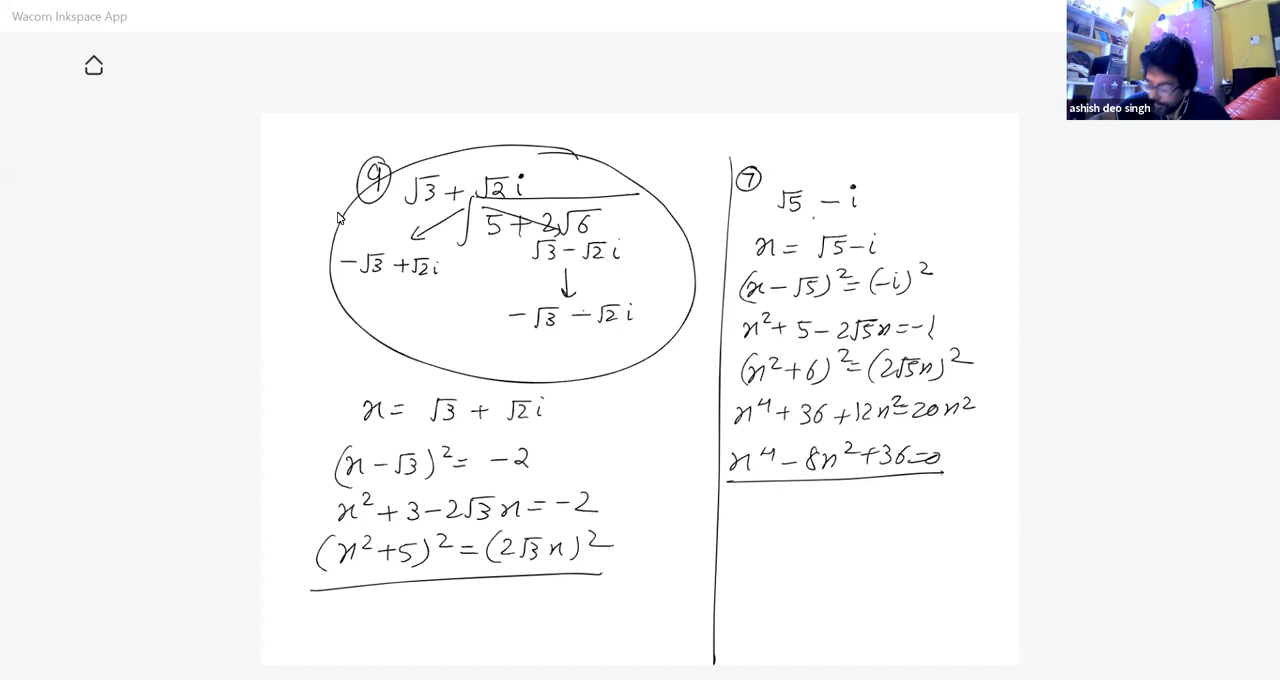 Wacom Inkspace App
ashish deo singh
9 √3 + √2 i
√5 + 2√6
-√3 + √2 i
√3 - √2 i
-√3 - √2 i
x = √3 + √2 i
(x - √3)² = -2
x² + 3 - 2√3 x = -2
(x² + 5)² = (2√3 x)²
7
√5 - i
x = √5 - i
(x - √5)² = (-i)²
x² + 5 - 2√5x = -1
(x² + 6)² = (2√5x)²
x⁴ + 36 + 12x² = 20x²
x⁴ - 8x² + 36 = 0